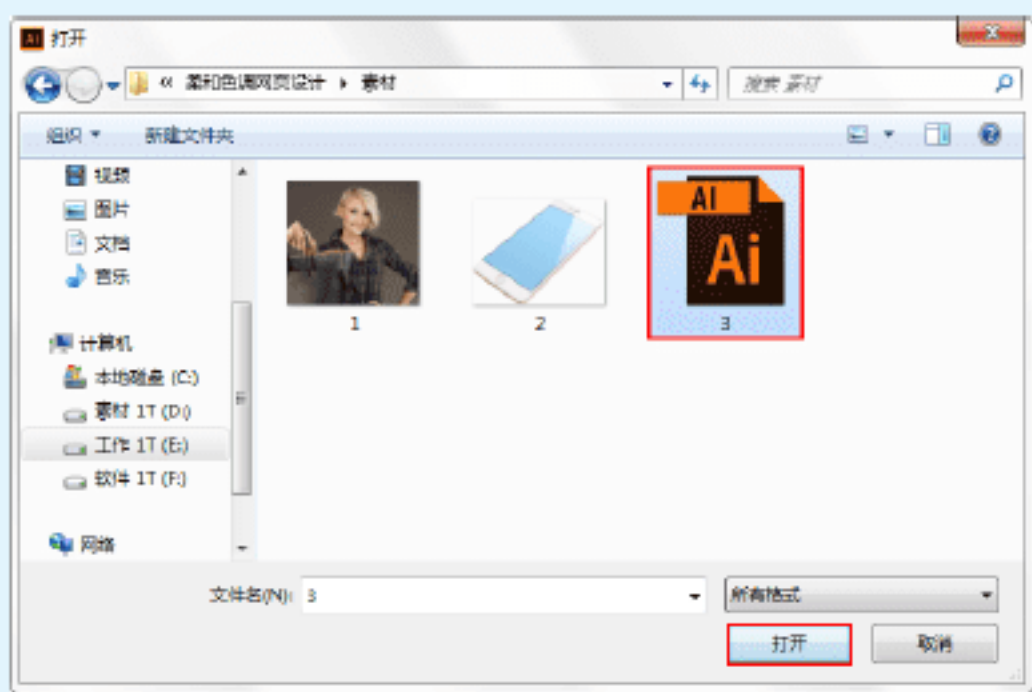 Ai 打开
« 柔和色调网页设计 ▸ 素材
搜索 素材
组织 新建文件夹
视频
图片
文档
音乐
计算机
本地磁盘 (C:)
素材 1T (D:)
工作 1T (E:)
软件 1T (F:)
网络
AI
Ai
1 2 3
文件名(N): 3 所有格式
打开 取消